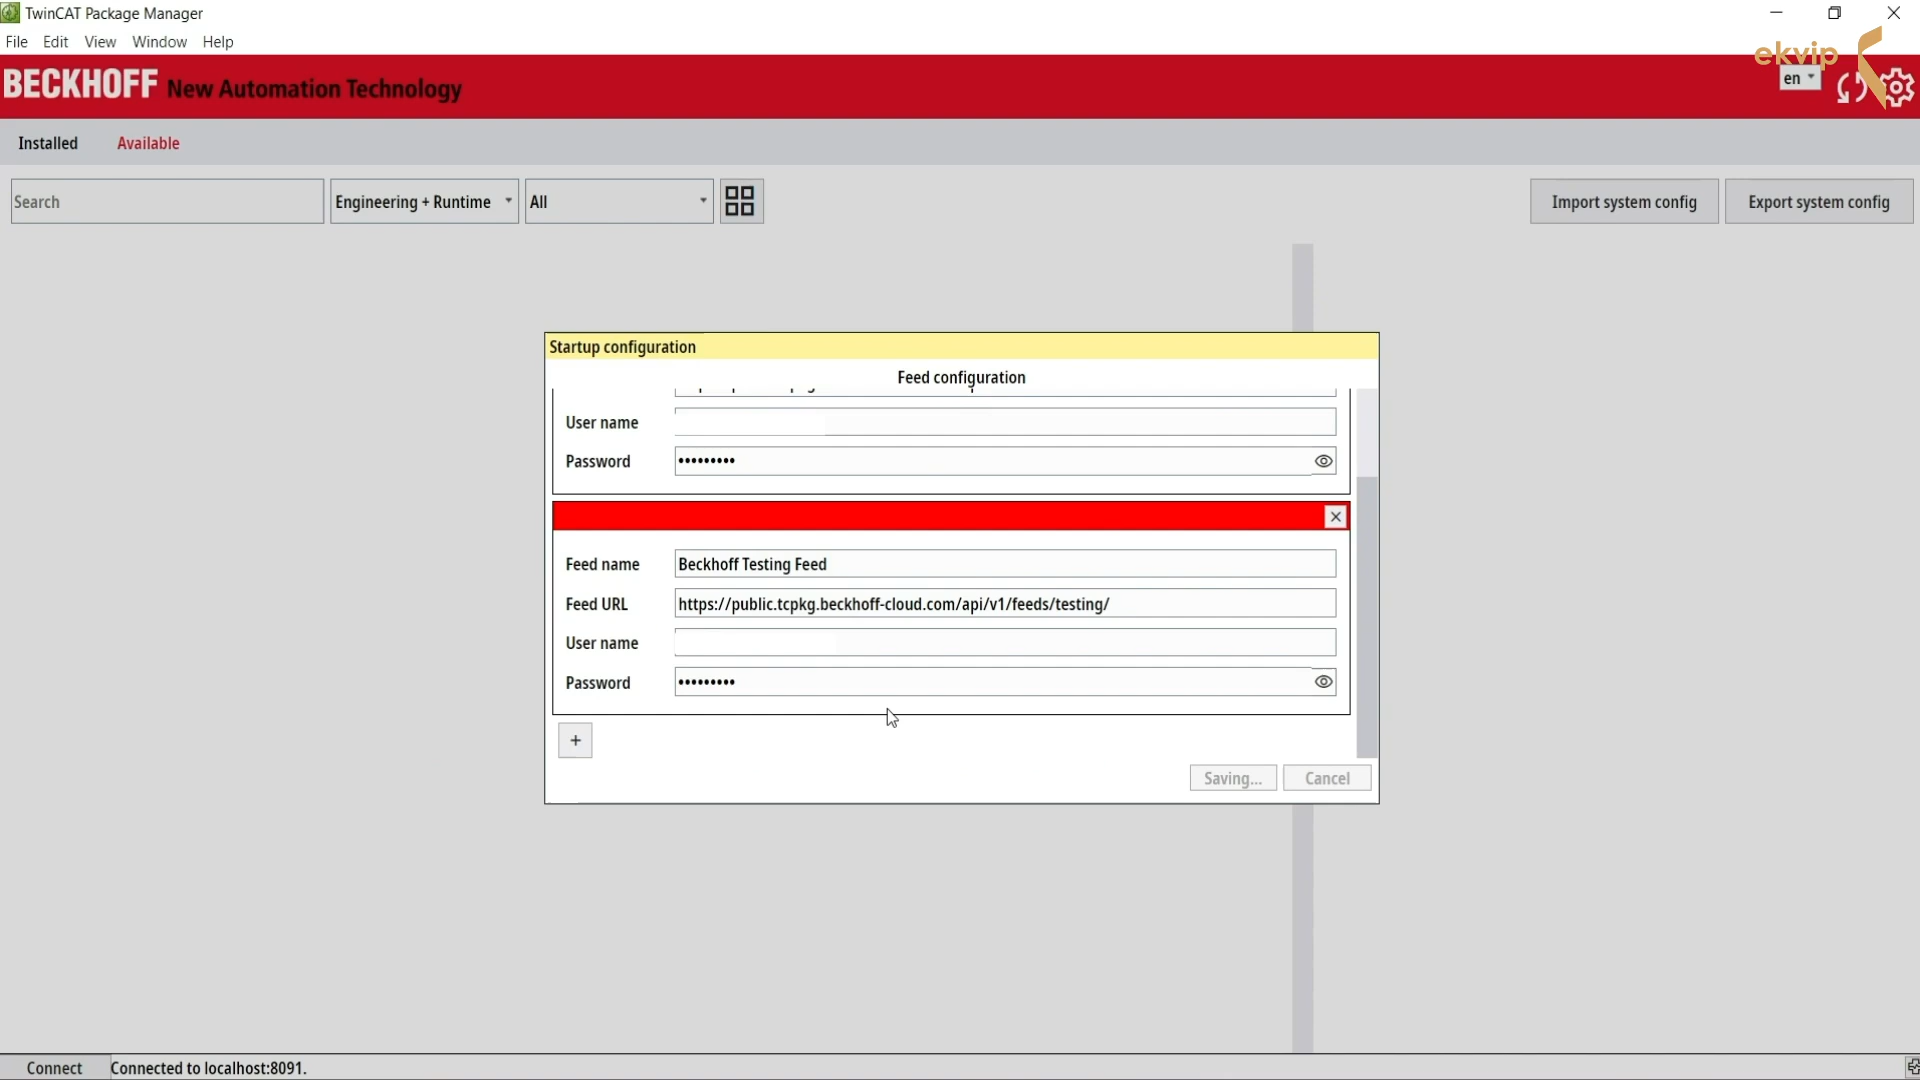 TwinCAT Package Manager
File Edit View Window Help
ekvip
BECKHOFF New Automation Technology
en
Installed Available
Search Engineering + Runtime All Import system config Export system config
Startup configuration
Feed configuration
User name
Password •••••••••
Feed name Beckhoff Testing Feed
Feed URL https://public.tcpkg.beckhoff-cloud.com/api/v1/feeds/testing/
User name
Password •••••••••
+
Saving... Cancel
Connect Connected to localhost:8091.